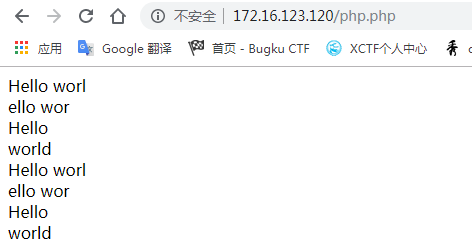 不安全 | 172.16.123.120/php.php
应用 Google 翻译 首页 - Bugku CTF XCTF个人中心
Hello worl
ello wor
Hello
world
Hello worl
ello wor
Hello
world